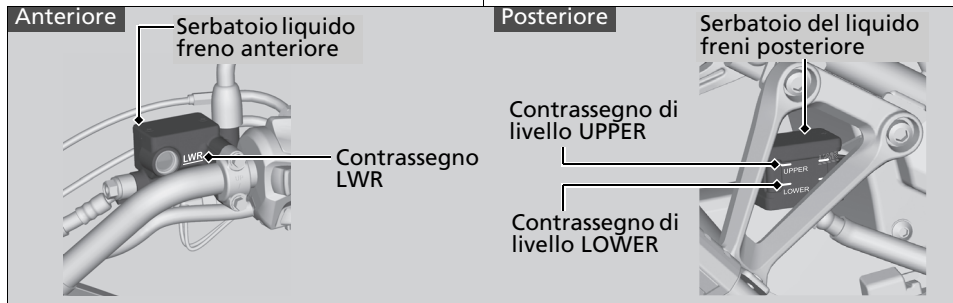 Anteriore
Serbatoio liquido
freno anteriore
LWR
Contrassegno
LWR
Posteriore
Serbatoio del liquido
freni posteriore
Contrassegno di
livello UPPER
UPPER
LOWER
Contrassegno di
livello LOWER